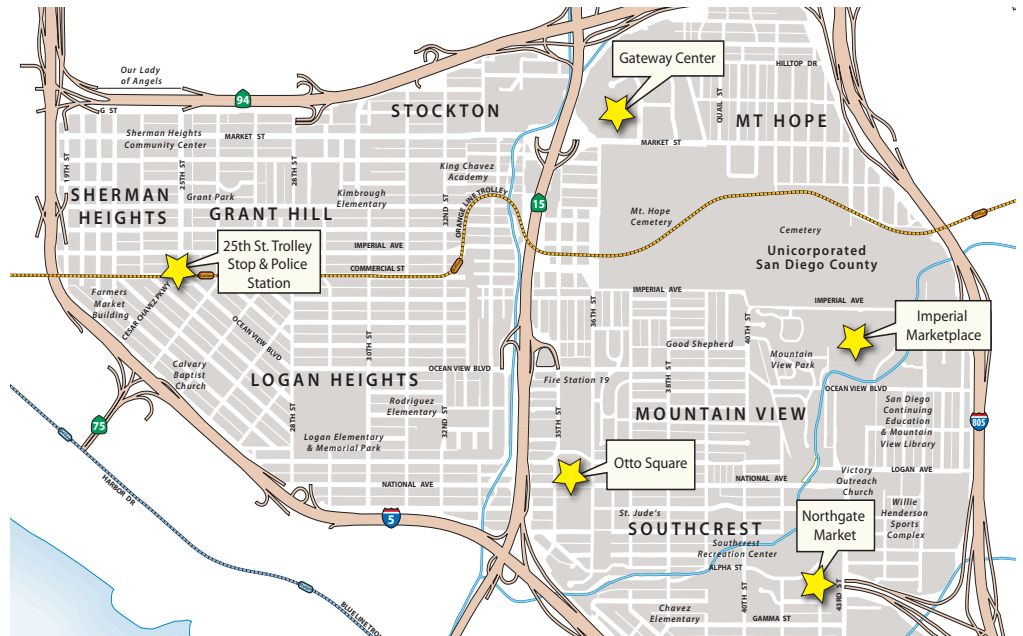 Our Lady
of Angels
G ST
94
STOCKTON
Gateway Center
HILLTOP DR
QUAIL ST
MT HOPE
Sherman Heights
Community Center
MARKET ST
MARKET ST
19TH ST
25TH ST
28TH ST
King Chavez
Academy
SHERMAN
HEIGHTS
Grant Park
Kimbrough
Elementary
32ND ST
ORANGE LINE TROLLEY
15
GRANT HILL
Mt. Hope
Cemetery
Cemetery
Unicorporated
San Diego County
25th St. Trolley
Stop & Police
Station
IMPERIAL AVE
COMMERCIAL ST
Farmers
Market
Building
CESAR CHAVEZ PKWY
OCEAN VIEW BLVD
IMPERIAL AVE
IMPERIAL AVE
36TH ST
40TH ST
Imperial
Marketplace
30TH ST
Good Shepherd
Mountain
View Park
Calvary
Baptist
Church
LOGAN HEIGHTS
OCEAN VIEW BLVD
Fire Station 19
38TH ST
OCEAN VIEW BLVD
Rodriguez
Elementary
28TH ST
32ND ST
35TH ST
MOUNTAIN VIEW
San Diego
Continuing
Education
& Mountain
View Library
805
75
Logan Elementary
& Memorial Park
Otto Square
HARBOR DR
NATIONAL AVE
NATIONAL AVE
Victory
Outreach
Church
LOGAN AVE
5
St. Jude's
SOUTHCREST
Northgate
Market
Willie
Henderson
Sports
Complex
Southcrest
Recreation Center
ALPHA ST
40TH ST
43RD ST
Chavez
Elementary
GAMMA ST
BLUE LINE TRO